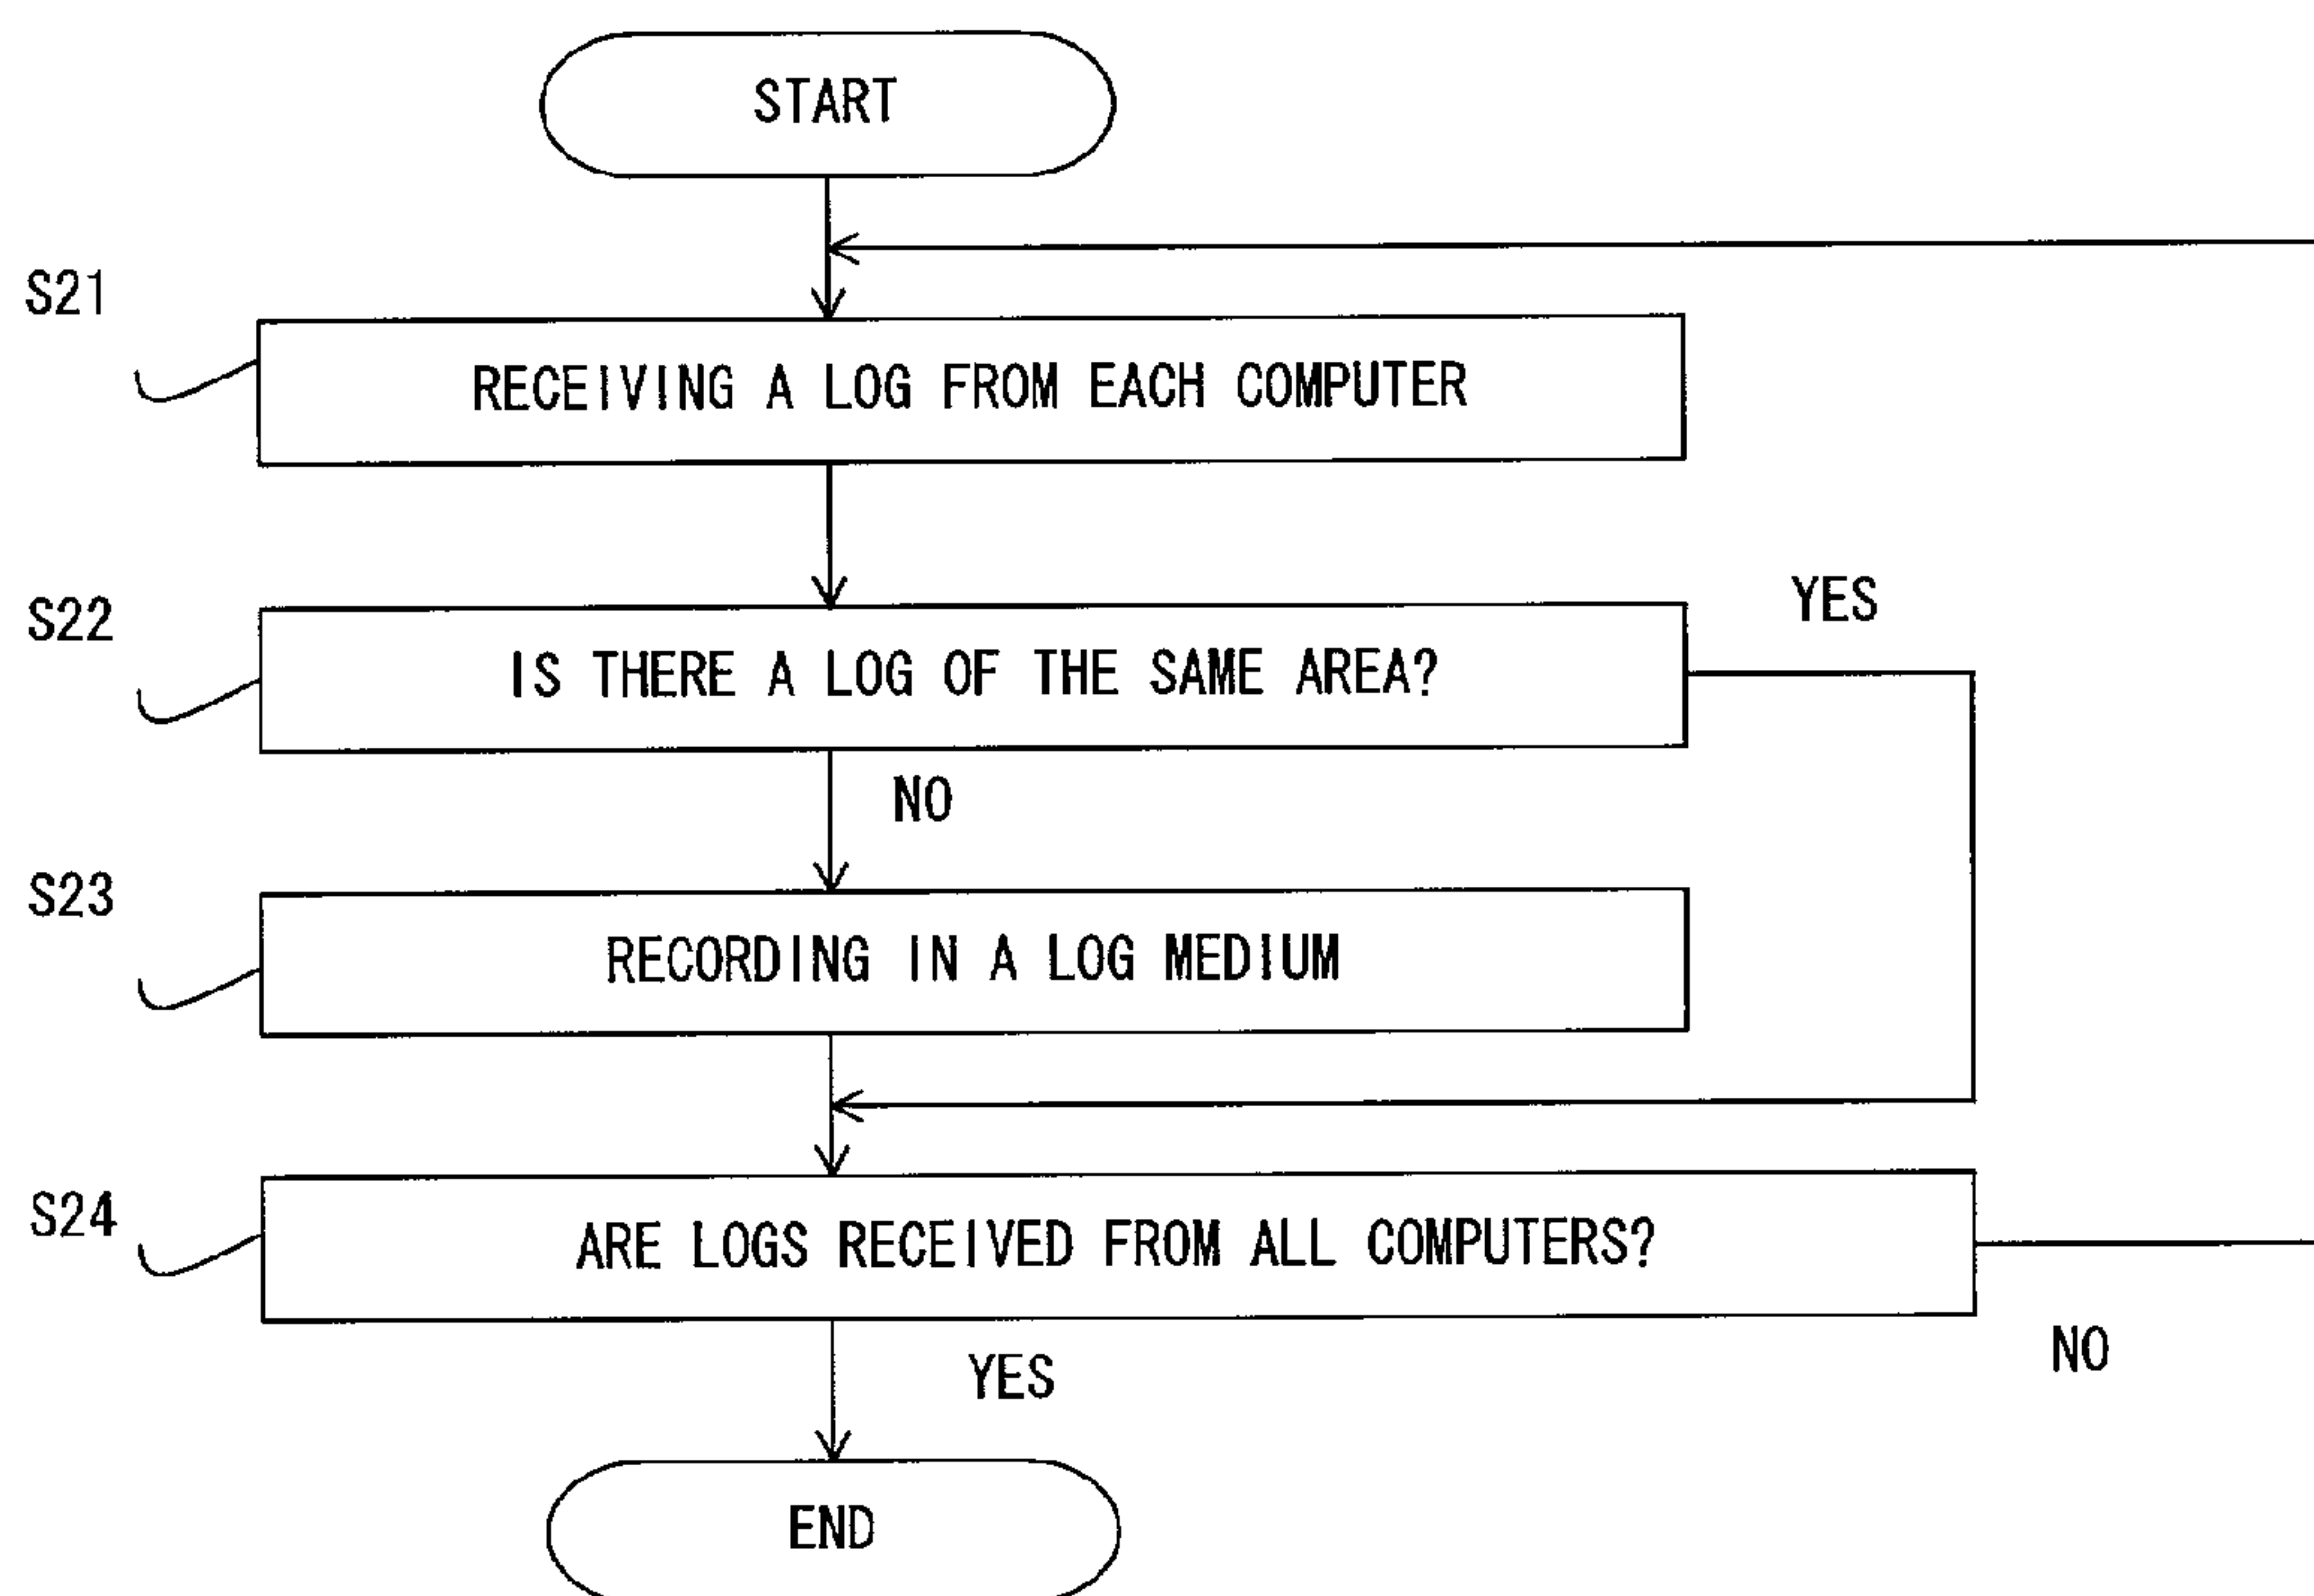 START
S21
RECEIVING A LOG FROM EACH COMPUTER
S22
IS THERE A LOG OF THE SAME AREA?
YES
NO
S23
RECORDING IN A LOG MEDIUM
S24
ARE LOGS RECEIVED FROM ALL COMPUTERS?
NO
YES
END